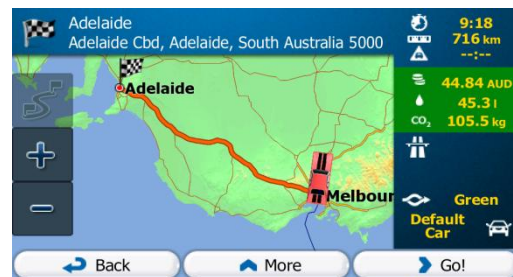 Adelaide
Adelaide Cbd, Adelaide, South Australia 5000
9:18
716 km
--:--
44.84 AUD
45.3 l
CO2 105.5 kg
Adelaide
Melbour
Green
Default
Car
Back
More
Go!